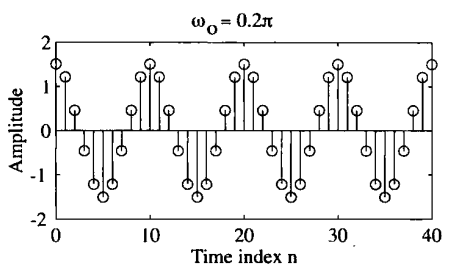 ω_O = 0.2π
2
1
0
-1
-2
Amplitude
0 10 20 30 40
Time index n